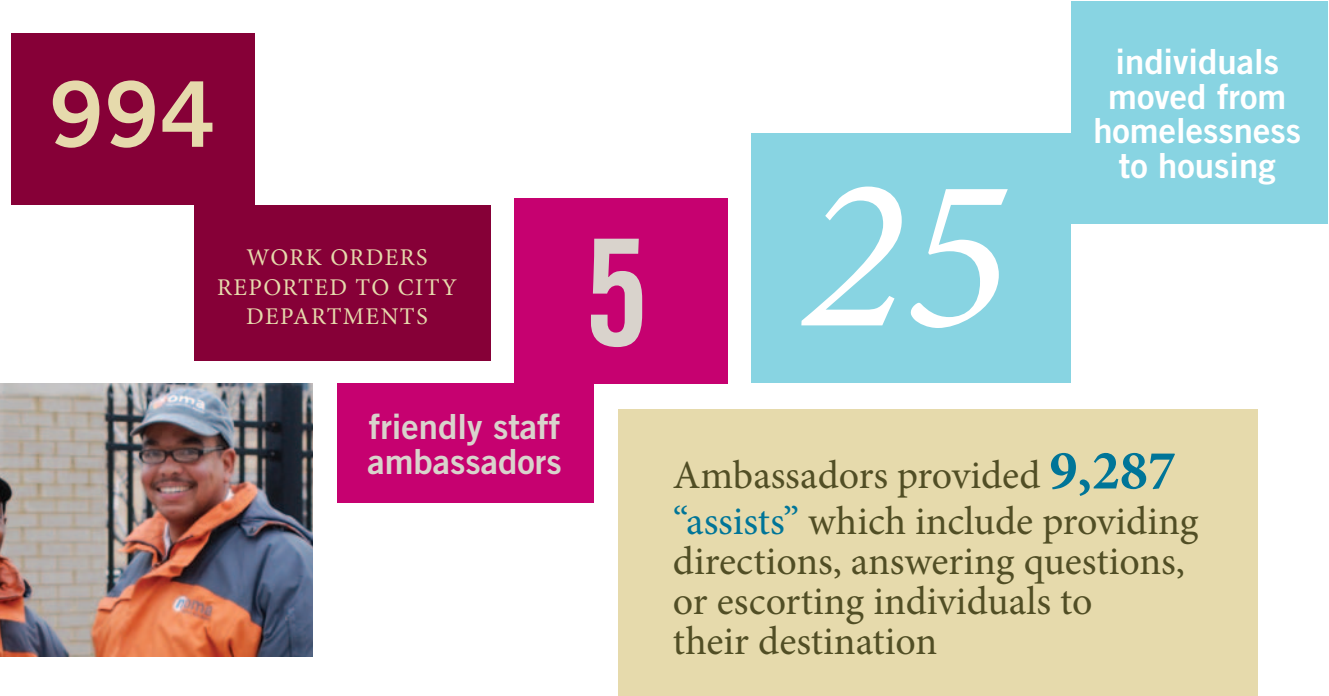 994
WORK ORDERS
REPORTED TO CITY
DEPARTMENTS
5
friendly staff
ambassadors
25
individuals
moved from
homelessness
to housing
Ambassadors provided 9,287
“assists” which include providing
directions, answering questions,
or escorting individuals to
their destination
noma